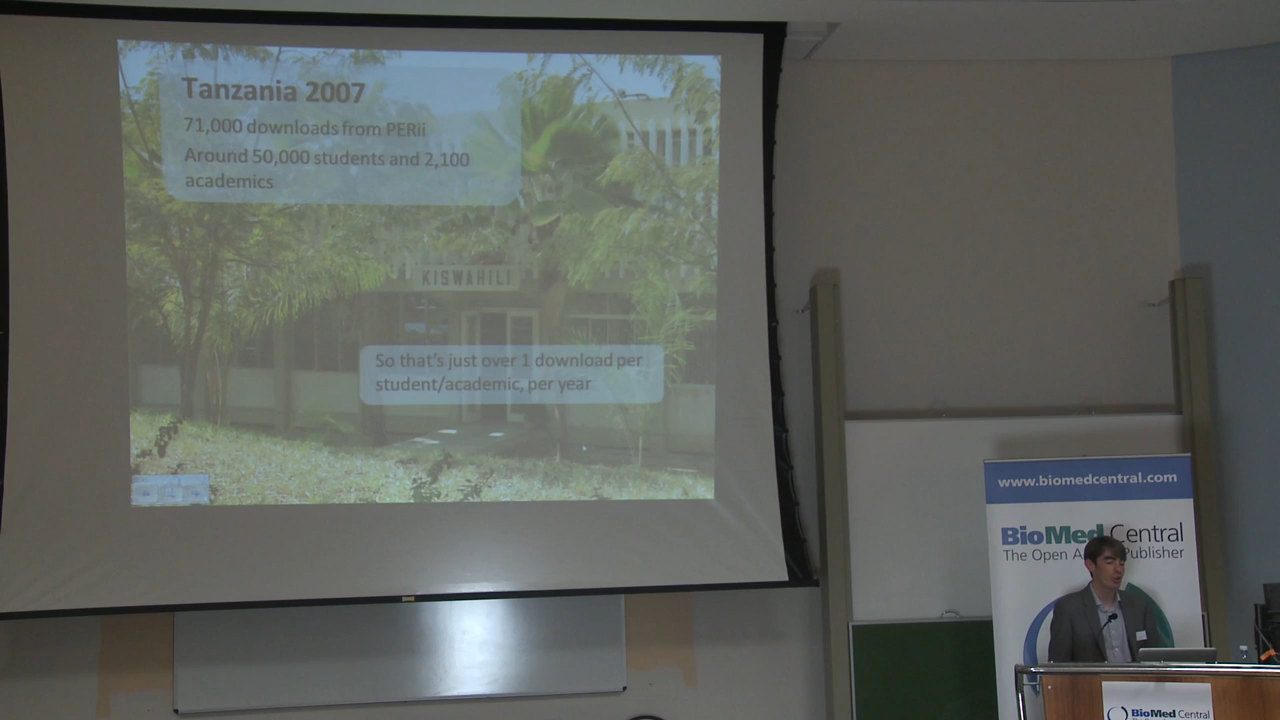 Tanzania 2007
71,000 downloads from PERii
Around 50,000 students and 2,100
academics
KISWAHILI
So that's just over 1 download per
student/academic, per year
www.biomedcentral.com
BioMed Central
The Open Publisher
BioMed Central